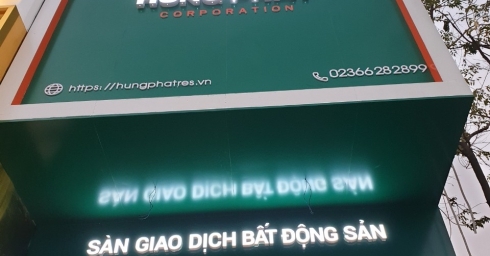 CORPORATION
https://hungphatres.vn
02366282899
SÀN GIAO DỊCH BẤT ĐỘNG SẢN